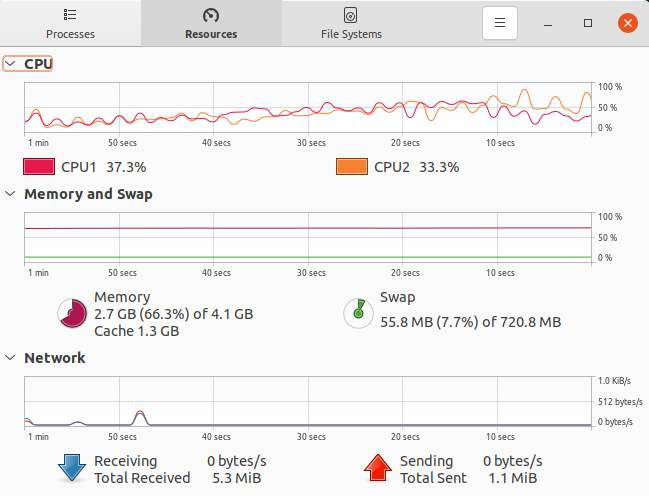 Processes
Resources
File Systems
CPU
100 %
50 %
0 %
1 min 50 secs 40 secs 30 secs 20 secs 10 secs
CPU1 37.3% CPU2 33.3%
Memory and Swap
100 %
50 %
0 %
1 min 50 secs 40 secs 30 secs 20 secs 10 secs
Memory
2.7 GB (66.3%) of 4.1 GB
Cache 1.3 GB
Swap
55.8 MB (7.7%) of 720.8 MB
Network
1.0 KiB/s
512 bytes/s
0 bytes/s
1 min 50 secs 40 secs 30 secs 20 secs 10 secs
Receiving 0 bytes/s
Total Received 5.3 MiB
Sending 0 bytes/s
Total Sent 1.1 MiB